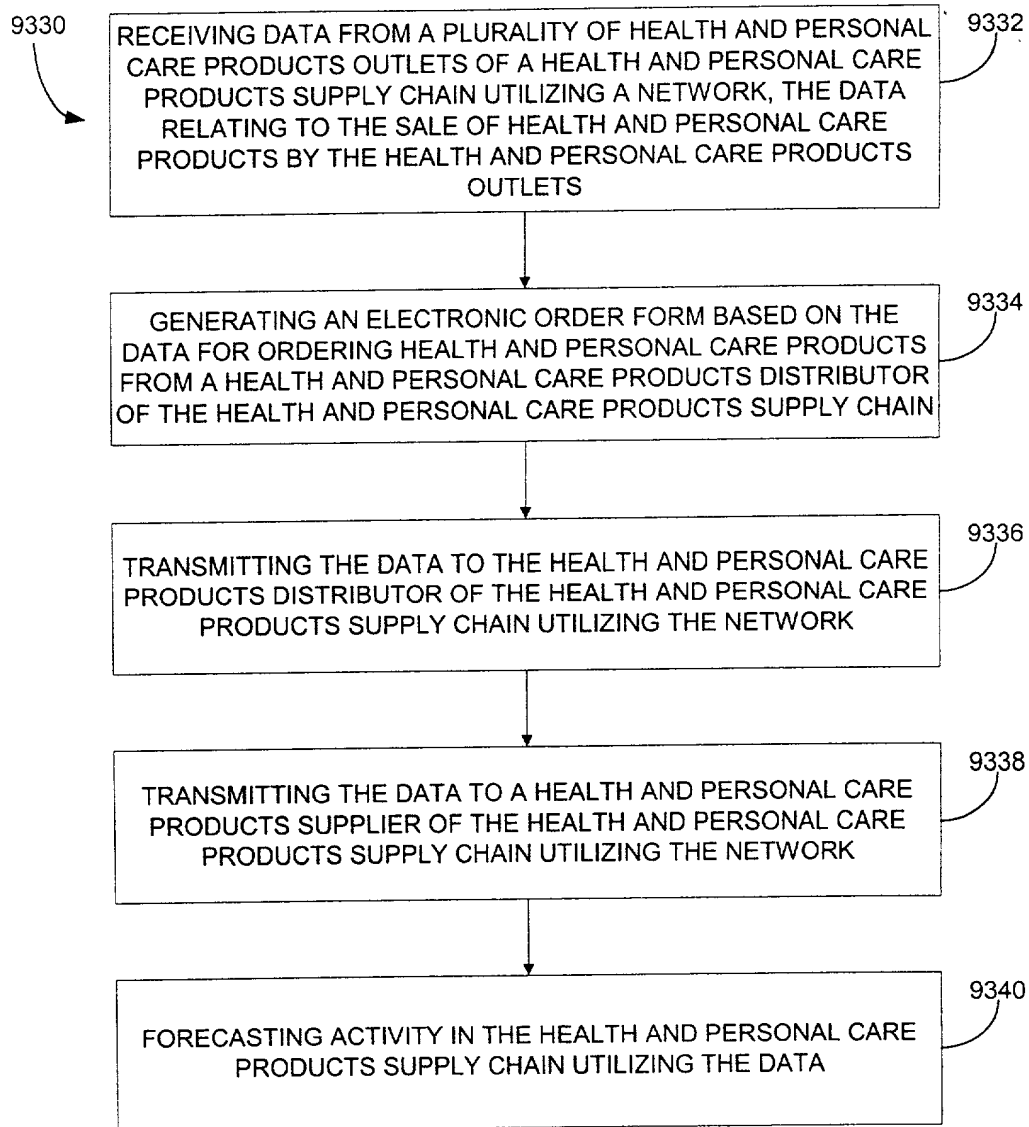 9330
RECEIVING DATA FROM A PLURALITY OF HEALTH AND PERSONAL
CARE PRODUCTS OUTLETS OF A HEALTH AND PERSONAL CARE
PRODUCTS SUPPLY CHAIN UTILIZING A NETWORK, THE DATA
RELATING TO THE SALE OF HEALTH AND PERSONAL CARE
PRODUCTS BY THE HEALTH AND PERSONAL CARE PRODUCTS
OUTLETS
9332
GENERATING AN ELECTRONIC ORDER FORM BASED ON THE
DATA FOR ORDERING HEALTH AND PERSONAL CARE PRODUCTS
FROM A HEALTH AND PERSONAL CARE PRODUCTS DISTRIBUTOR
OF THE HEALTH AND PERSONAL CARE PRODUCTS SUPPLY CHAIN
9334
TRANSMITTING THE DATA TO THE HEALTH AND PERSONAL CARE
PRODUCTS DISTRIBUTOR OF THE HEALTH AND PERSONAL CARE
PRODUCTS SUPPLY CHAIN UTILIZING THE NETWORK
9336
TRANSMITTING THE DATA TO A HEALTH AND PERSONAL CARE
PRODUCTS SUPPLIER OF THE HEALTH AND PERSONAL CARE
PRODUCTS SUPPLY CHAIN UTILIZING THE NETWORK
9338
FORECASTING ACTIVITY IN THE HEALTH AND PERSONAL CARE
PRODUCTS SUPPLY CHAIN UTILIZING THE DATA
9340